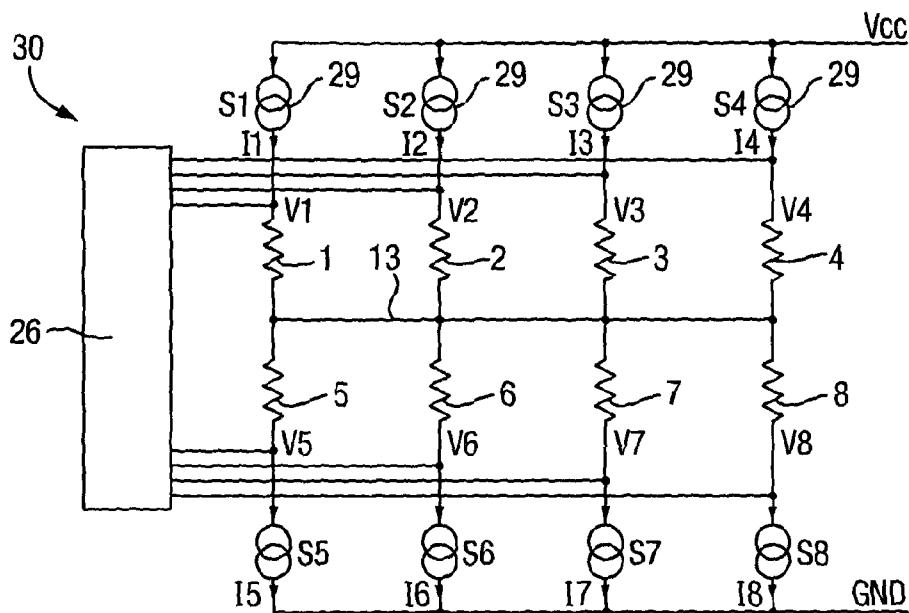 Vcc
30
S1 29 S2 29 S3 29 S4 29
I1 I2 I3 I4
V1 V2 V3 V4
1 13 2 3 4
26
5 6 7 8
V5 V6 V7 V8
S5 S6 S7 S8
I5 I6 I7 I8 GND